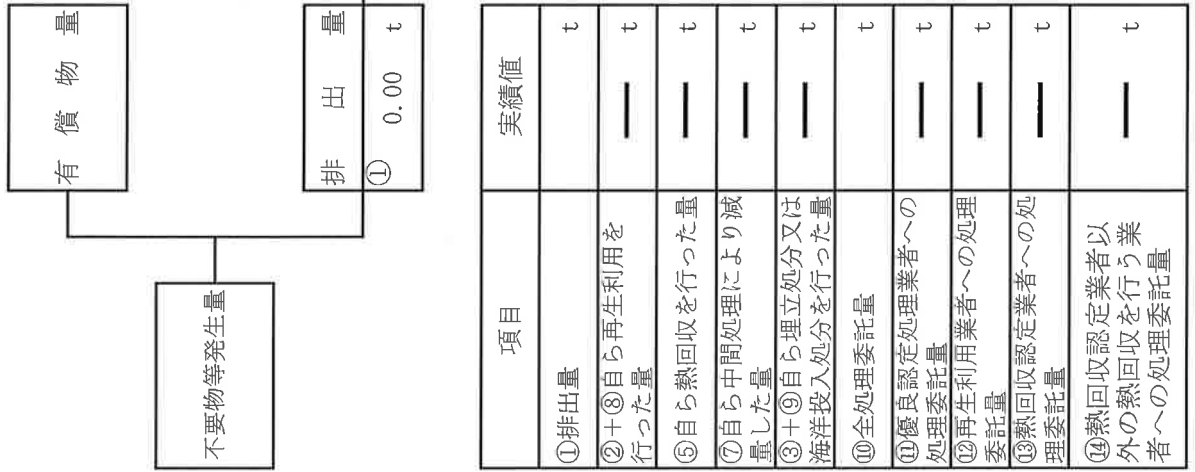 有償物量
排出量
① 0.00 t
不要物等発生量
項目 実績値
①排出量 t
②+⑧自ら再生利用を
行った量 ー t
⑤自ら熱回収を行った量 ー t
⑦自ら中間処理により減
量した量 ー t
③+⑨自ら埋立処分又は
海洋投入処分を行った量 ー t
⑩全処理委託量
⑪優良認定処理業者への
処理委託量 ー t
⑫再生利用業者への処理
委託量 ー t
⑬熱回収認定業者への処
理委託量 ー t
⑭熱回収認定業者以
外の熱回収を行う業
者への処理委託量 ー t